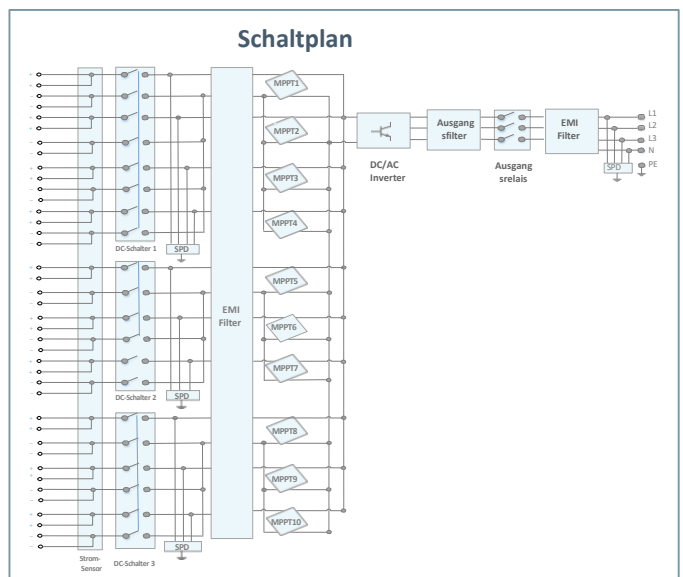 Schaltplan
MPPT1
MPPT2
MPPT3
MPPT4
MPPT5
MPPT6
MPPT7
MPPT8
MPPT9
MPPT10
EMI
Filter
DC-Schalter 1
SPD
DC-Schalter 2
SPD
DC-Schalter 3
SPD
Strom-
Sensor
DC/AC
Inverter
Ausgang
sfilter
Ausgang
srelais
EMI
Filter
L1
L2
L3
N
PE
SPD